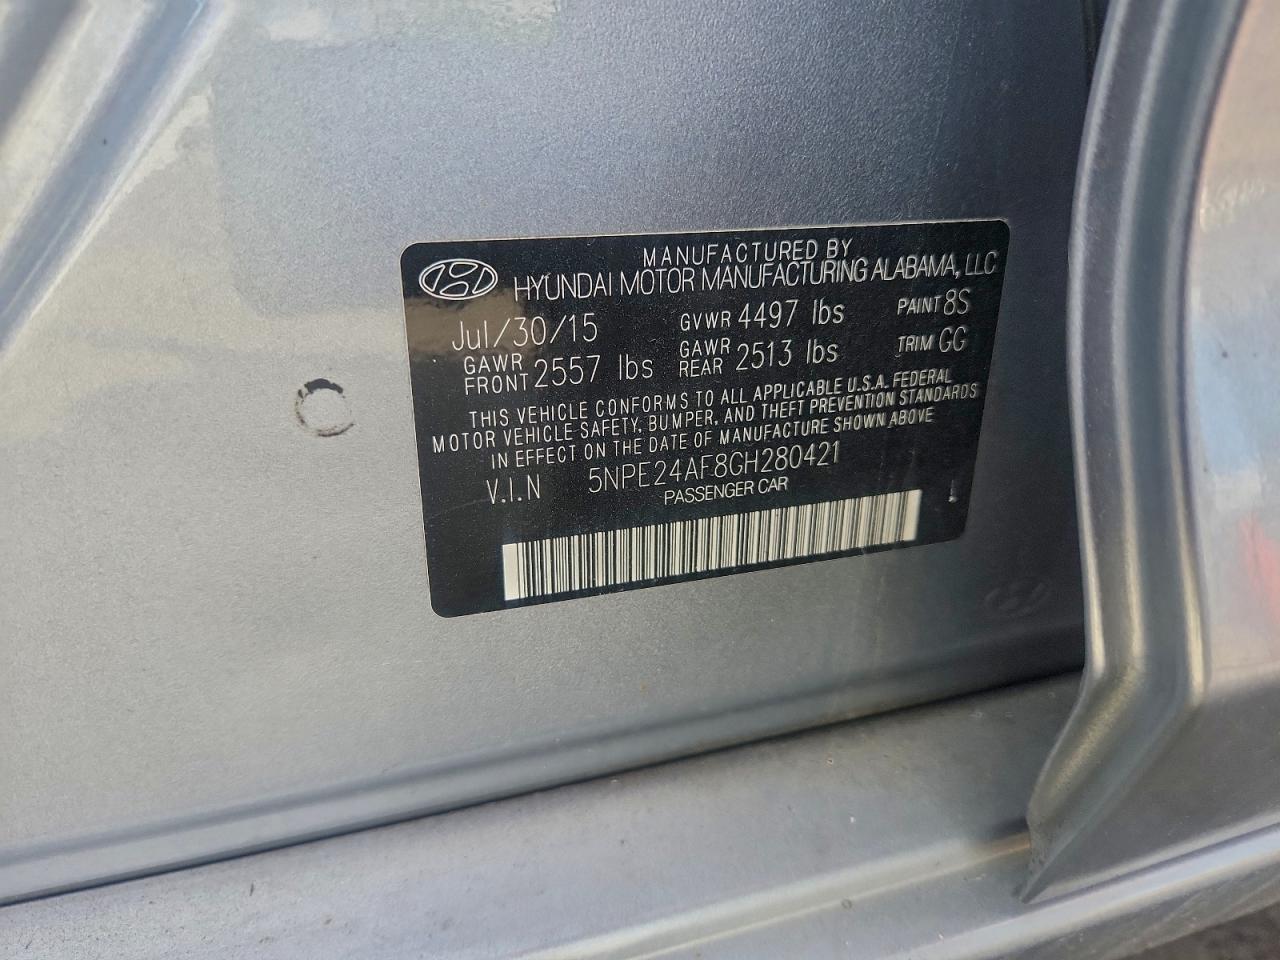 MANUFACTURED BY
HYUNDAI MOTOR MANUFACTURING ALABAMA, LLC
Jul/30/15 GVWR 4497 lbs PAINT 8S
GAWR FRONT 2557 lbs GAWR REAR 2513 lbs TRIM GG
THIS VEHICLE CONFORMS TO ALL APPLICABLE U.S.A. FEDERAL
MOTOR VEHICLE SAFETY, BUMPER, AND THEFT PREVENTION STANDARDS
IN EFFECT ON THE DATE OF MANUFACTURE SHOWN ABOVE
V.I.N 5NPE24AF8GH280421
PASSENGER CAR